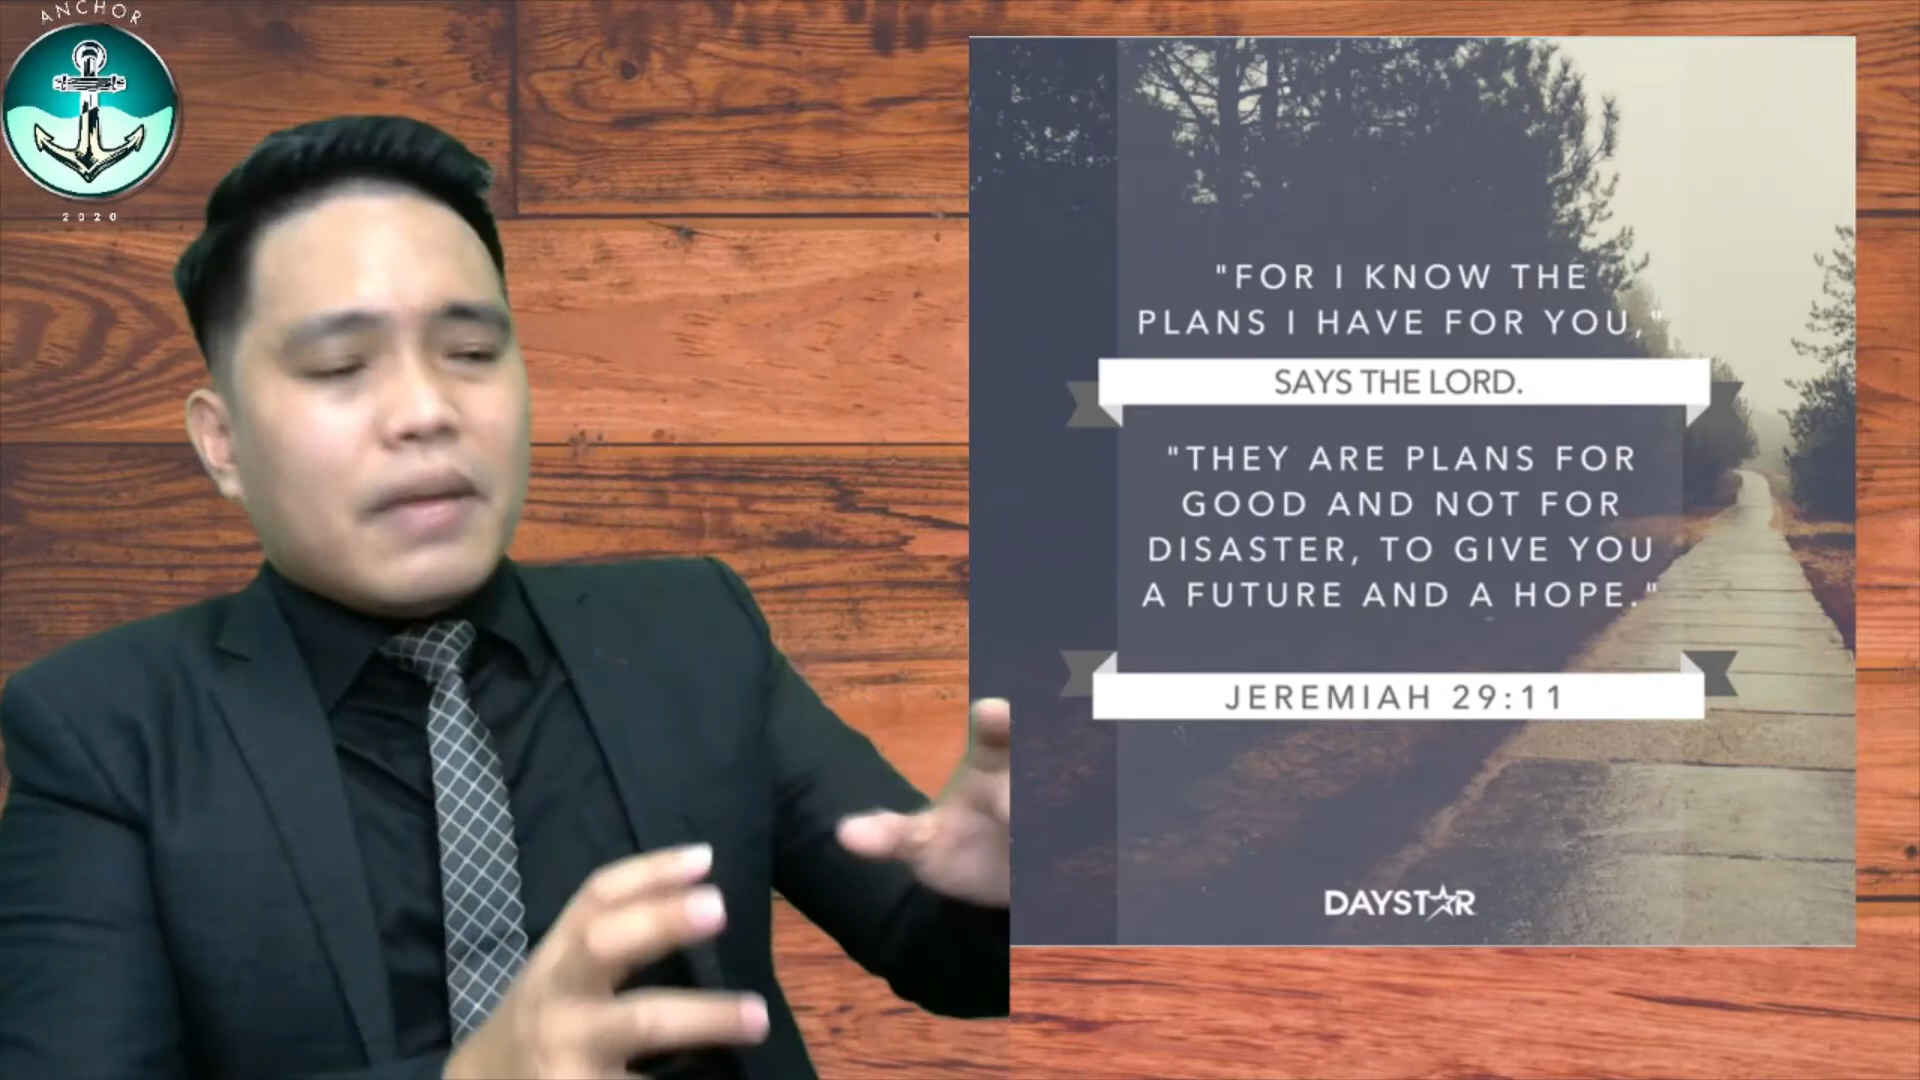 ANCHOR
2020
"FOR I KNOW THE
PLANS I HAVE FOR YOU,"
SAYS THE LORD.
"THEY ARE PLANS FOR
GOOD AND NOT FOR
DISASTER, TO GIVE YOU
A FUTURE AND A HOPE."
JEREMIAH 29:11
DAYSTAR